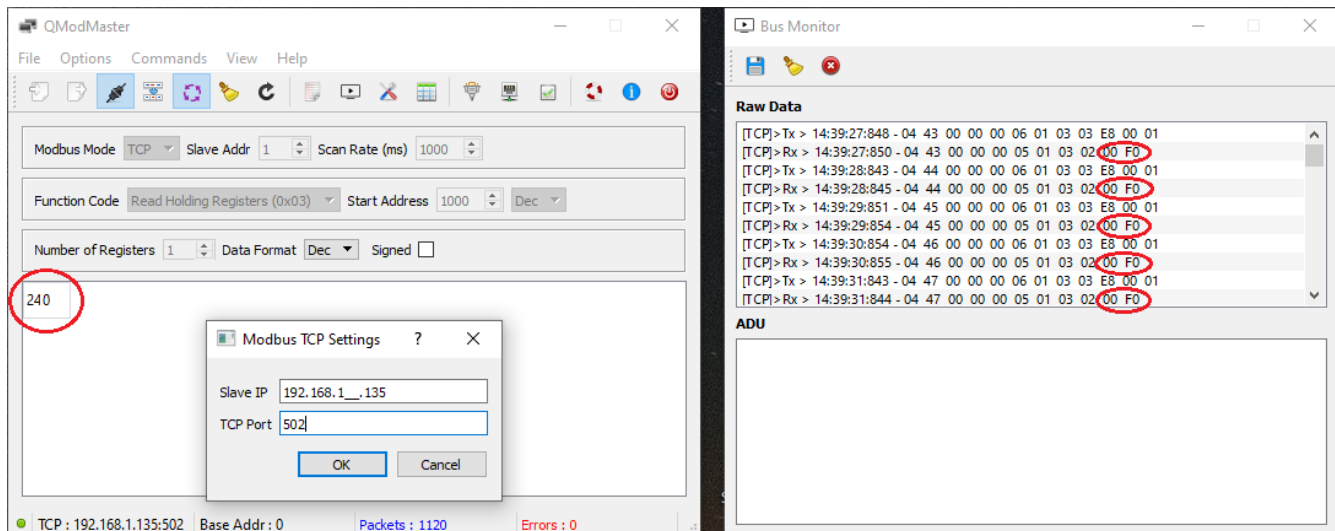 QModMaster
File Options Commands View Help
Modbus Mode TCP Slave Addr 1 Scan Rate (ms) 1000
Function Code Read Holding Registers (0x03) Start Address 1000 Dec
Number of Registers 1 Data Format Dec Signed
240
Modbus TCP Settings ?
Slave IP 192.168.1__.135
TCP Port 502
OK Cancel
TCP : 192.168.1.135:502 Base Addr : 0 Packets : 1120 Errors : 0
Bus Monitor
Raw Data
[TCP]>Tx > 14:39:27:848 - 04 43 00 00 00 06 01 03 03 E8 00 01
[TCP]>Rx > 14:39:27:850 - 04 43 00 00 00 05 01 03 02 00 F0
[TCP]>Tx > 14:39:28:843 - 04 44 00 00 00 06 01 03 03 E8 00 01
[TCP]>Rx > 14:39:28:845 - 04 44 00 00 00 05 01 03 02 00 F0
[TCP]>Tx > 14:39:29:851 - 04 45 00 00 00 06 01 03 03 E8 00 01
[TCP]>Rx > 14:39:29:854 - 04 45 00 00 00 05 01 03 02 00 F0
[TCP]>Tx > 14:39:30:854 - 04 46 00 00 00 06 01 03 03 E8 00 01
[TCP]>Rx > 14:39:30:855 - 04 46 00 00 00 05 01 03 02 00 F0
[TCP]>Tx > 14:39:31:843 - 04 47 00 00 00 06 01 03 03 E8 00 01
[TCP]>Rx > 14:39:31:844 - 04 47 00 00 00 05 01 03 02 00 F0
ADU